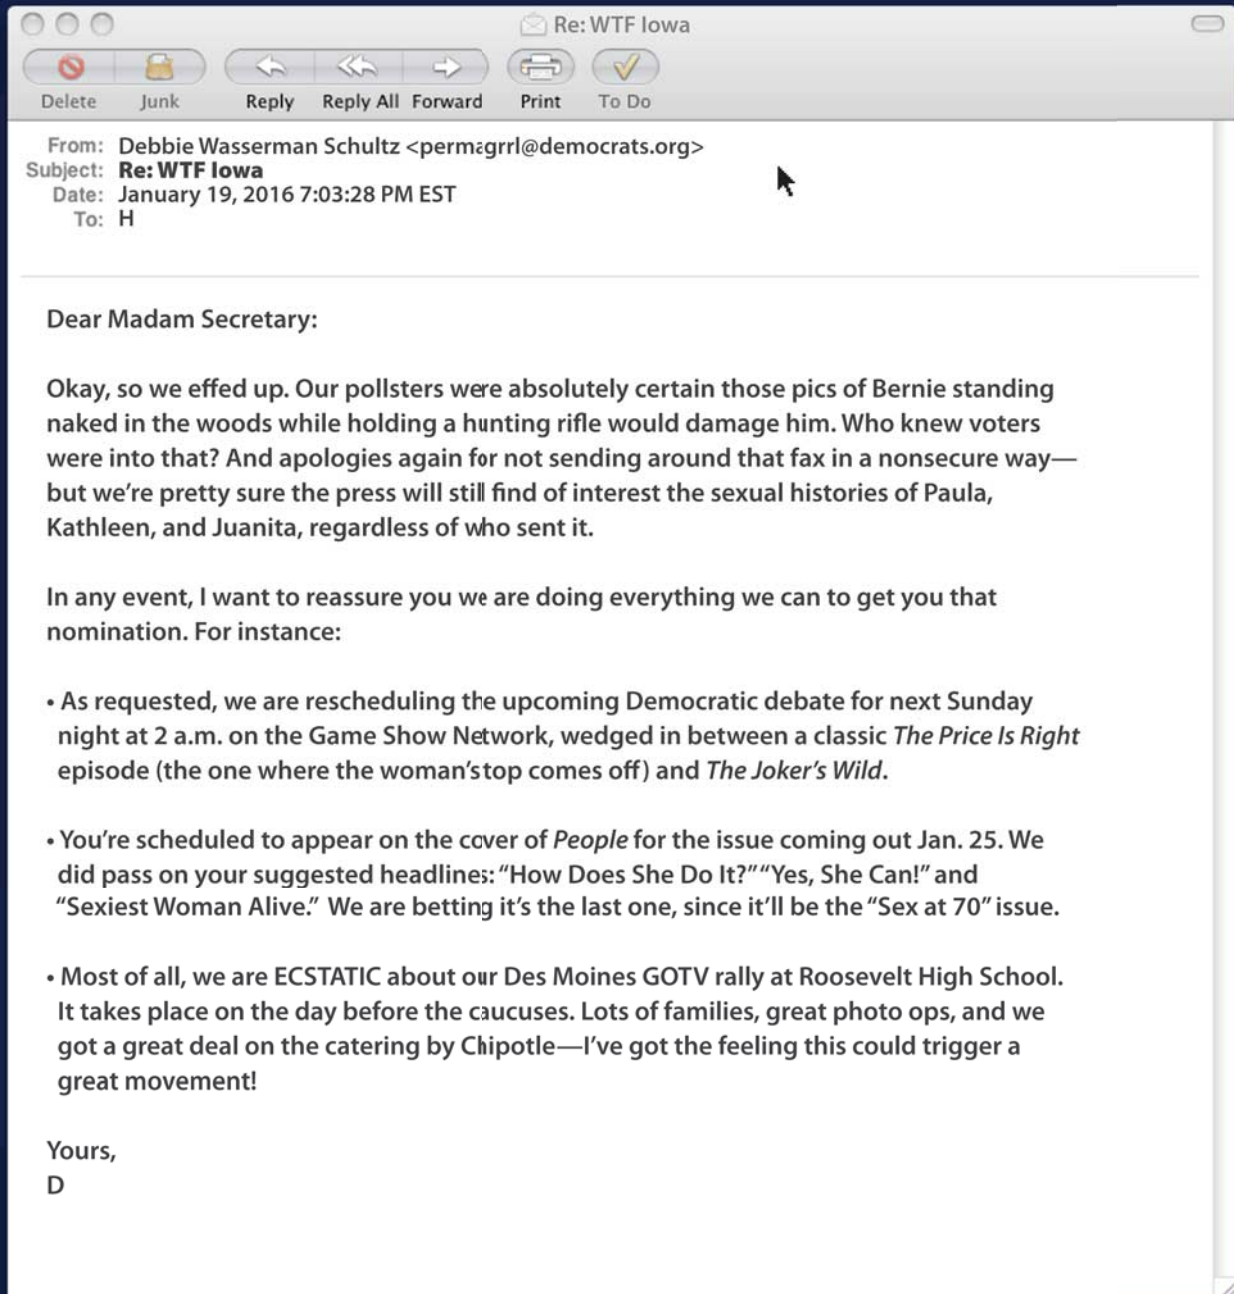 Re: WTF Iowa
Delete Junk Reply Reply All Forward Print To Do
From: Debbie Wasserman Schultz <permagrrl@democrats.org>
Subject: Re: WTF Iowa
Date: January 19, 2016 7:03:28 PM EST
To: H
Dear Madam Secretary:
Okay, so we effed up. Our pollsters were absolutely certain those pics of Bernie standing
naked in the woods while holding a hunting rifle would damage him. Who knew voters
were into that? And apologies again for not sending around that fax in a nonsecure way—
but we’re pretty sure the press will still find of interest the sexual histories of Paula,
Kathleen, and Juanita, regardless of who sent it.
In any event, I want to reassure you we are doing everything we can to get you that
nomination. For instance:
• As requested, we are rescheduling the upcoming Democratic debate for next Sunday
night at 2 a.m. on the Game Show Network, wedged in between a classic The Price Is Right
episode (the one where the woman’s top comes off) and The Joker’s Wild.
• You’re scheduled to appear on the cover of People for the issue coming out Jan. 25. We
did pass on your suggested headlines: “How Does She Do It?” “Yes, She Can!” and
“Sexiest Woman Alive.” We are betting it’s the last one, since it’ll be the “Sex at 70” issue.
• Most of all, we are ECSTATIC about our Des Moines GOTV rally at Roosevelt High School.
It takes place on the day before the caucuses. Lots of families, great photo ops, and we
got a great deal on the catering by Chipotle—I’ve got the feeling this could trigger a
great movement!
Yours,
D